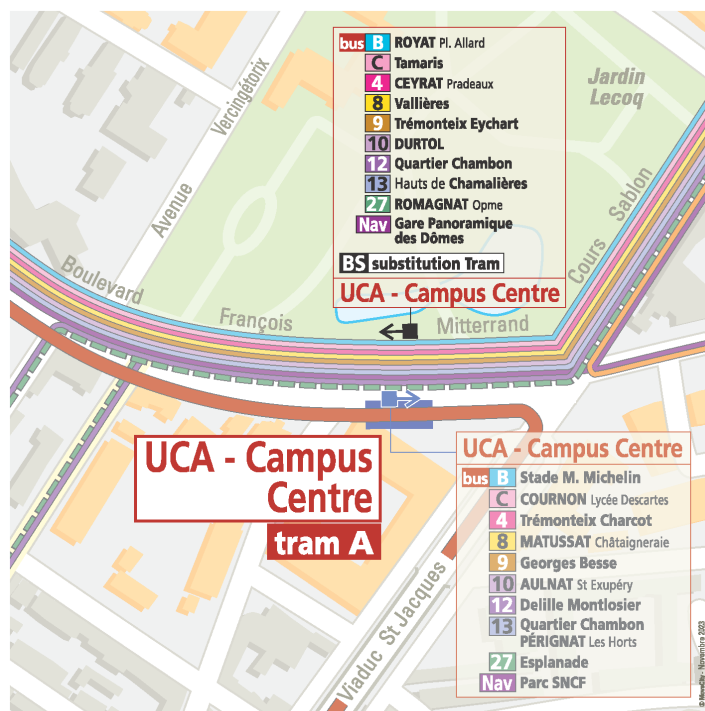 bus B ROYAT Pl. Allard
C Tamaris
4 CEYRAT Pradeaux
8 Vallières
9 Trémonteix Eychart
10 DURTOL
12 Quartier Chambon
13 Hauts de Chamalières
27 ROMAGNAT Opme
Nav Gare Panoramique
des Dômes
BS substitution Tram
UCA - Campus Centre
Jardin
Lecoq
Avenue Vercingétorix
Boulevard François Mitterrand
Cours Sablon
UCA - Campus
Centre
tram A
Viaduc St Jacques
UCA - Campus Centre
bus B Stade M. Michelin
C COURNON Lycée Descartes
4 Trémonteix Charcot
8 MATUSSAT Châtaigneraie
9 Georges Besse
10 AULNAT St Exupéry
12 Delille Montlosier
13 Quartier Chambon
PÉRIGNAT Les Horts
27 Esplanade
Nav Parc SNCF
© MoveCity - Novembre 2023